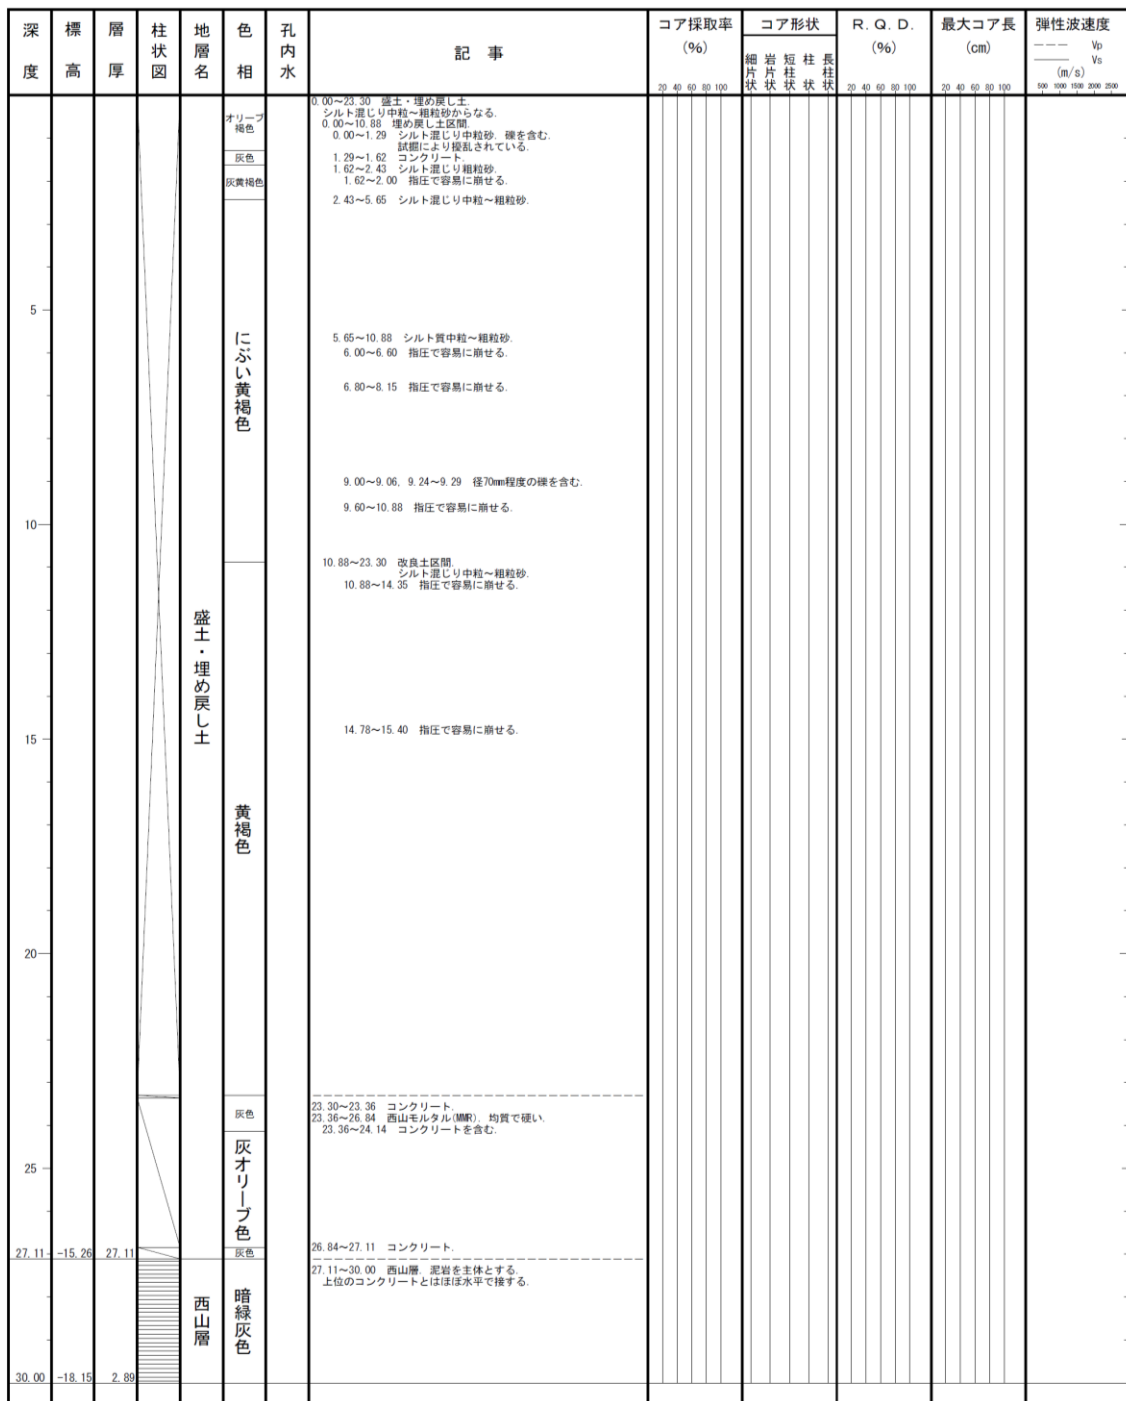 深度
標高
層厚
柱状図
地層名
色相
孔内水
記 事
コア採取率
(%)
20 40 60 80 100
コア形状
細片状
岩片状
短柱状
柱状
長柱状
R. Q. D.
(%)
20 40 60 80 100
最大コア長
(cm)
20 40 60 80 100
弾性波速度
Vp
Vs
(m/s)
500 1000 1500 2000 2500
0.00～23.30 盛土・埋め戻し土.
シルト混じり中粒～粗粒砂からなる.
0.00～10.88 埋め戻し土区間.
0.00～1.29 シルト混じり中粒砂. 礫を含む.
試掘により擾乱されている.
1.29～1.62 コンクリート.
1.62～2.43 シルト混じり粗粒砂.
1.62～2.00 指圧で容易に崩せる.
2.43～5.65 シルト混じり中粒～粗粒砂.
オリーブ
褐色
灰色
灰黄褐色
5
5.65～10.88 シルト質中粒～粗粒砂.
6.00～6.60 指圧で容易に崩せる.
にぶい黄褐色
6.80～8.15 指圧で容易に崩せる.
9.00～9.06, 9.24～9.29 径70mm程度の礫を含む.
9.60～10.88 指圧で容易に崩せる.
10
10.88～23.30 改良土区間.
シルト混じり中粒～粗粒砂.
10.88～14.35 指圧で容易に崩せる.
盛土・埋め戻し土
14.78～15.40 指圧で容易に崩せる.
15
黄褐色
20
23.30～23.36 コンクリート.
23.36～26.84 西山モルタル(MMR). 均質で硬い.
23.36～24.14 コンクリートを含む.
灰色
25
灰オリーブ色
26.84～27.11 コンクリート.
27.11 -15.26 27.11
灰色
27.11～30.00 西山層. 泥岩を主体とする.
上位のコンクリートとはほぼ水平で接する.
西山層
暗緑灰色
30.00 -18.15 2.89